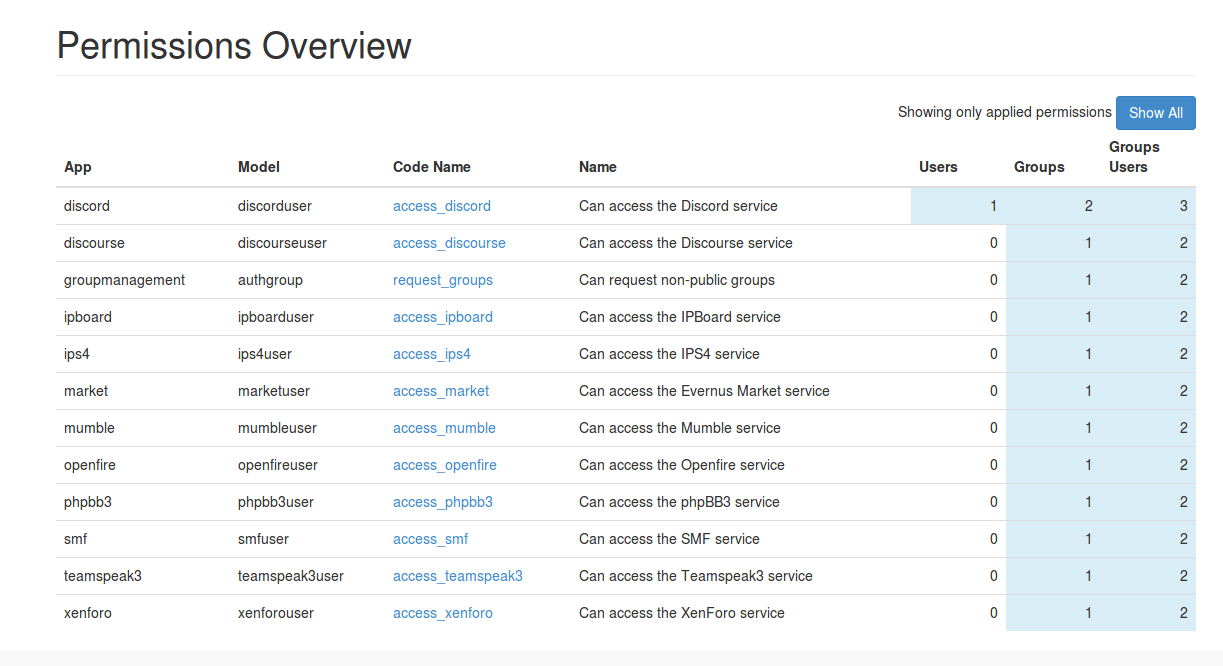 Permissions Overview
Showing only applied permissions Show All
App Model Code Name Name Users Groups Groups Users
discord discorduser access_discord Can access the Discord service 1 2 3
discourse discourseuser access_discourse Can access the Discourse service 0 1 2
groupmanagement authgroup request_groups Can request non-public groups 0 1 2
ipboard ipboarduser access_ipboard Can access the IPBoard service 0 1 2
ips4 ips4user access_ips4 Can access the IPS4 service 0 1 2
market marketuser access_market Can access the Evernus Market service 0 1 2
mumble mumbleuser access_mumble Can access the Mumble service 0 1 2
openfire openfireuser access_openfire Can access the Openfire service 0 1 2
phpbb3 phpbb3user access_phpbb3 Can access the phpBB3 service 0 1 2
smf smfuser access_smf Can access the SMF service 0 1 2
teamspeak3 teamspeak3user access_teamspeak3 Can access the Teamspeak3 service 0 1 2
xenforo xenforouser access_xenforo Can access the XenForo service 0 1 2